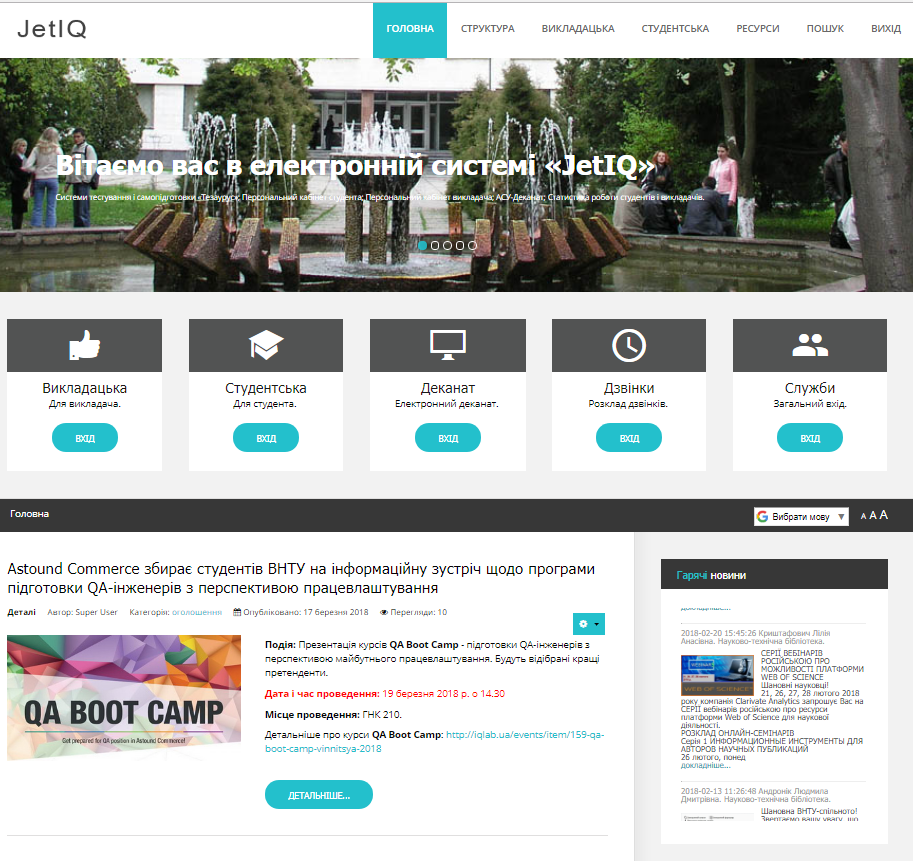 JetIQ
ГОЛОВНА СТРУКТУРА ВИКЛАДАЦЬКА СТУДЕНТСЬКА РЕСУРСИ ПОШУК ВИХІД
Вітаємо вас в електронній системі «JetIQ»
Системи тестування і самопідготовки «Тезаурус»; Персональний кабінет студента; Персональний кабінет викладача; АСУ-Деканат; Статистика роботи студентів і викладачів.
Викладацька
Для викладача.
ВХІД
Студентська
Для студента.
ВХІД
Деканат
Електронний деканат.
ВХІД
Дзвінки
Розклад дзвінків.
ВХІД
Служби
Загальний вхід.
ВХІД
Головна
Вибрати мову ▼
A A A
Astound Commerce збирає студентів ВНТУ на інформаційну зустріч щодо програми
підготовки QA-інженерів з перспективою працевлаштування
Деталі Автор: Super User Категорія: оголошення Опубліковано: 17 березня 2018 Перегляди: 10
QA BOOT CAMP
Get prepared for QA position in Astound Commerce!
Подія: Презентація курсів QA Boot Camp - підготовки QA-інженерів з
перспективою майбутнього працевлаштування. Будуть відібрані кращі
претенденти.
Дата і час проведення: 19 березня 2018 р. о 14.30
Місце проведення: ГНК 210.
Детальніше про курси QA Boot Camp: http://iqlab.ua/events/item/159-qa-
boot-camp-vinnitsya-2018
ДЕТАЛЬНІШЕ...
Гарячі новини
докладніше...
2018-02-20 15:45:26 Криштафович Лілія
Анасівна. Науково-технічна бібліотека.
WEBINAR
WEB OF SCIENCE
СЕРІЇ ВЕБІНАРІВ
РОСІЙСЬКОЮ ПРО
МОЖЛИВОСТІ ПЛАТФОРМИ
WEB OF SCIENCE
Шановні науковці!
21, 26, 27, 28 лютого 2018
року компанія Clarivate Analytics запрошує Вас на
СЕРІЇ вебінарів російською про ресурси
платформи Web of Science для наукової
діяльності.
РОЗКЛАД ОНЛАЙН-СЕМІНАРІВ
Серія 1 ИНФОРМАЦИОННЫЕ ИНСТРУМЕНТЫ ДЛЯ
АВТОРОВ НАУЧНЫХ ПУБЛИКАЦИЙ
26 лютого, понед
докладніше...
2018-02-13 11:26:48 Андронік Людмила
Дмитрівна. Науково-технічна бібліотека.
Шановна ВНТУ-спільното!
Звертаємо вашу увагу, що